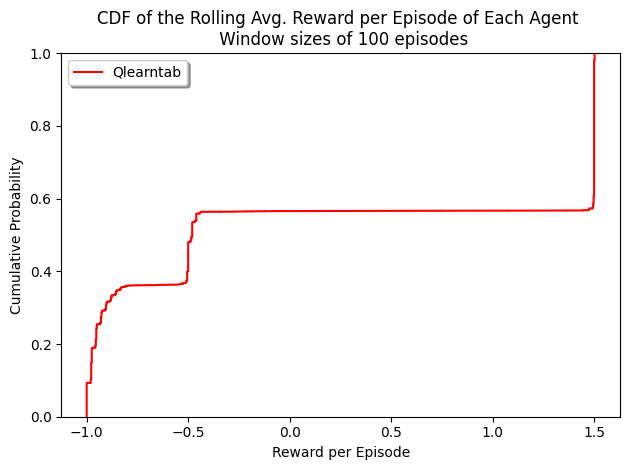 CDF of the Rolling Avg. Reward per Episode of Each Agent
Window sizes of 100 episodes
Qlearntab
1.0
0.8
0.6
0.4
0.2
0.0
Cumulative Probability
−1.0 −0.5 0.0 0.5 1.0 1.5
Reward per Episode